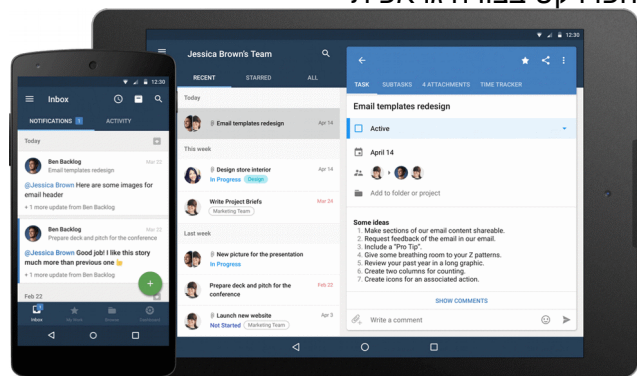 12:30
Inbox
NOTIFICATIONS 1
ACTIVITY
Today
Ben Backlog Mar 23
Email templates redesign
@Jessica Brown Here are some images for
email header
+ 1 more update from Ben Backlog
Ben Backlog Mar 22
Prepare deck and pitch for the conference
@Jessica Brown Good job! I like this story
much more than previous one 👍
+ 1 more update from Ben Backlog
Feb 22
Inbox
12:30
Jessica Brown's Team
RECENT STARRED ALL
Today
Email templates redesign Apr 14
This week
Design store interior Apr 14
In Progress Design
Write Project Briefs Mar 24
Marketing Team
Last week
New picture for the presentation
In Progress
Prepare deck and pitch for the Feb 22
conference
Launch new website Apr 3
Not Started Marketing Team
TASK SUBTASKS 4 ATTACHMENTS TIME TRACKER
Email templates redesign
Active
April 14
Add to folder or project
Some ideas
1. Make sections of our email content shareable.
2. Request feedback of the email in our email.
3. Include a "Pro Tip".
4. Give some breathing room to your Z patterns.
5. Review your past year in a long graphic.
6. Create two columns for counting.
7. Create icons for an associated action.
SHOW COMMENTS
Write a comment